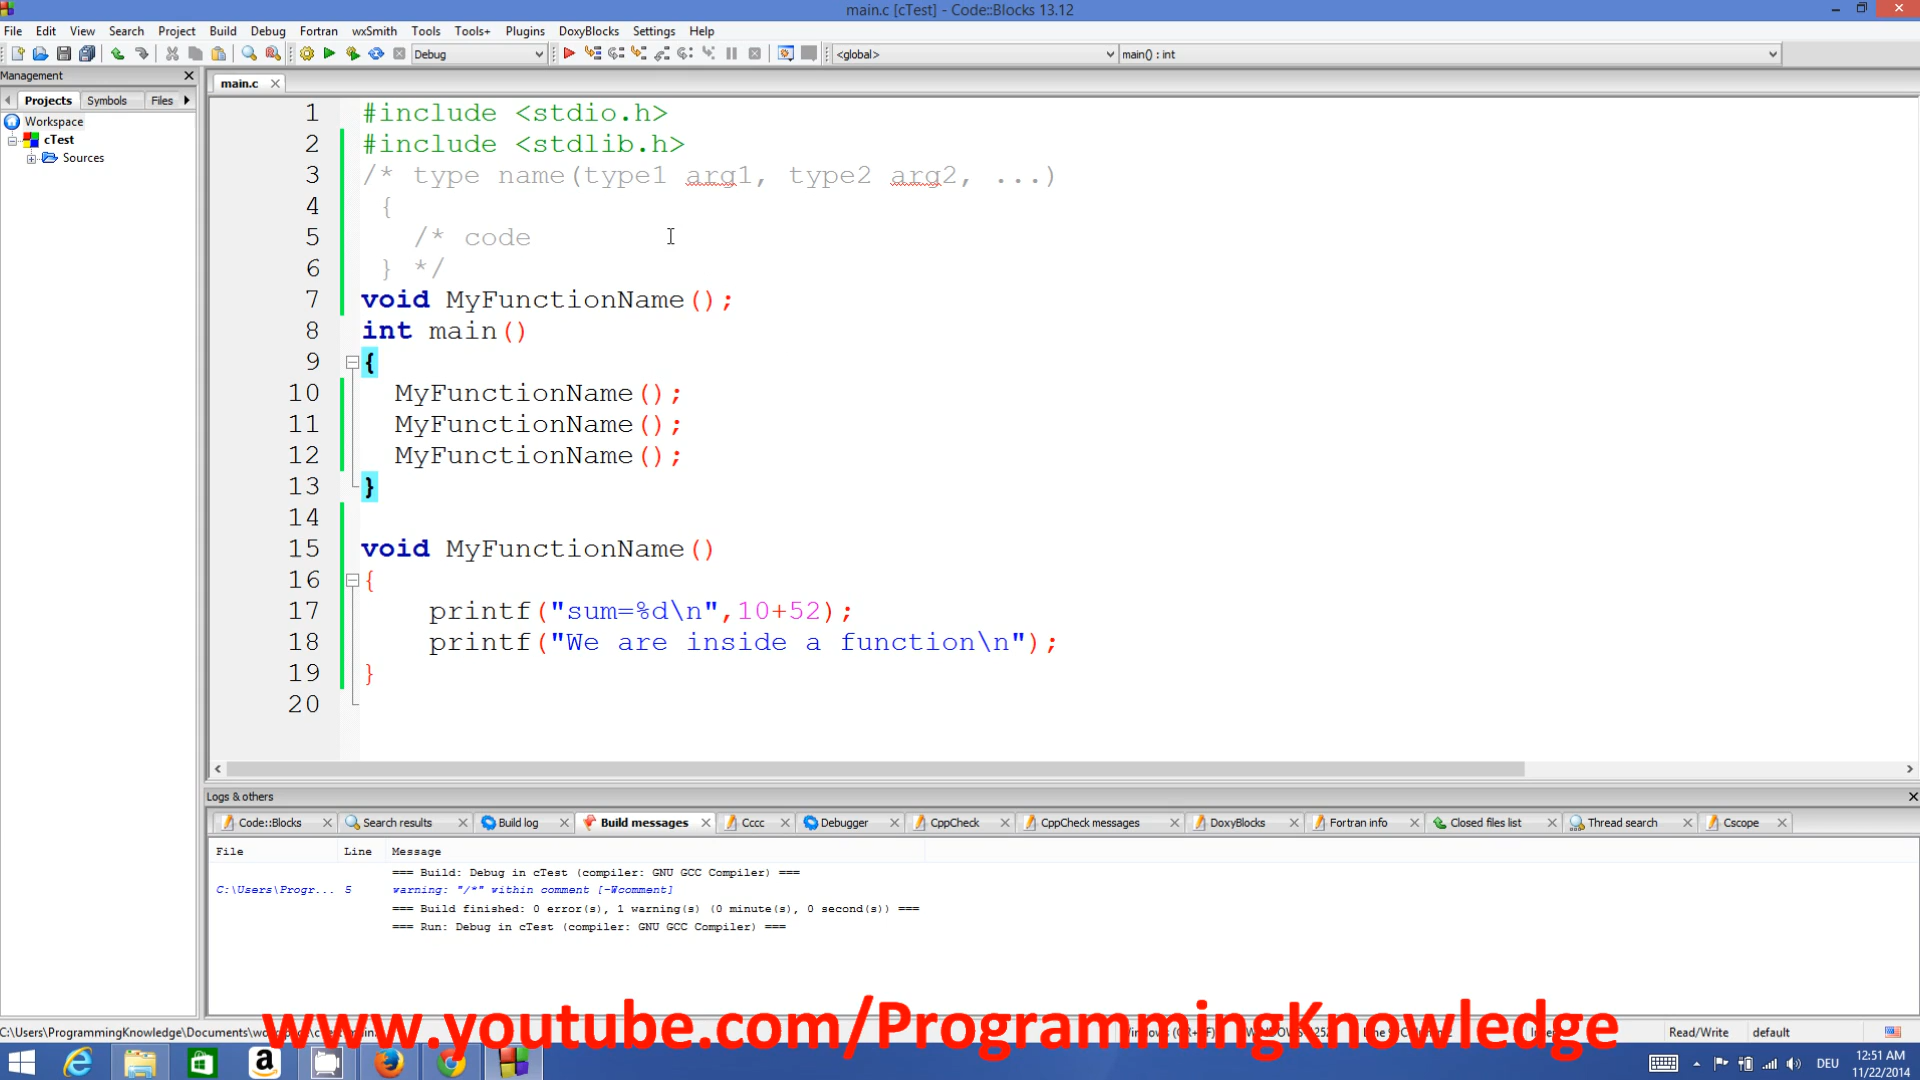 main.c [cTest] - Code::Blocks 13.12
File Edit View Search Project Build Debug Fortran wxSmith Tools Tools+ Plugins DoxyBlocks Settings Help
Debug <global> main() : int
Management
Projects Symbols Files
Workspace
cTest
Sources
main.c
1 #include <stdio.h>
2 #include <stdlib.h>
3 /* type name(type1 arg1, type2 arg2, ...)
4 {
5 /* code
6 } */
7 void MyFunctionName();
8 int main()
9 {
10 MyFunctionName();
11 MyFunctionName();
12 MyFunctionName();
13 }
14
15 void MyFunctionName()
16 {
17 printf("sum=%d\n",10+52);
18 printf("We are inside a function\n");
19 }
20
Logs & others
Code::Blocks Search results Build log Build messages Cccc Debugger CppCheck CppCheck messages DoxyBlocks Fortran info Closed files list Thread search Cscope
File Line Message
=== Build: Debug in cTest (compiler: GNU GCC Compiler) ===
C:\Users\Progr... 5 warning: "/*" within comment [-Wcomment]
=== Build finished: 0 error(s), 1 warning(s) (0 minute(s), 0 second(s)) ===
=== Run: Debug in cTest (compiler: GNU GCC Compiler) ===
www.youtube.com/ProgrammingKnowledge
C:\Users\ProgrammingKnowledge\Documents\ Read/Write default
DEU
12:51 AM
11/22/2014